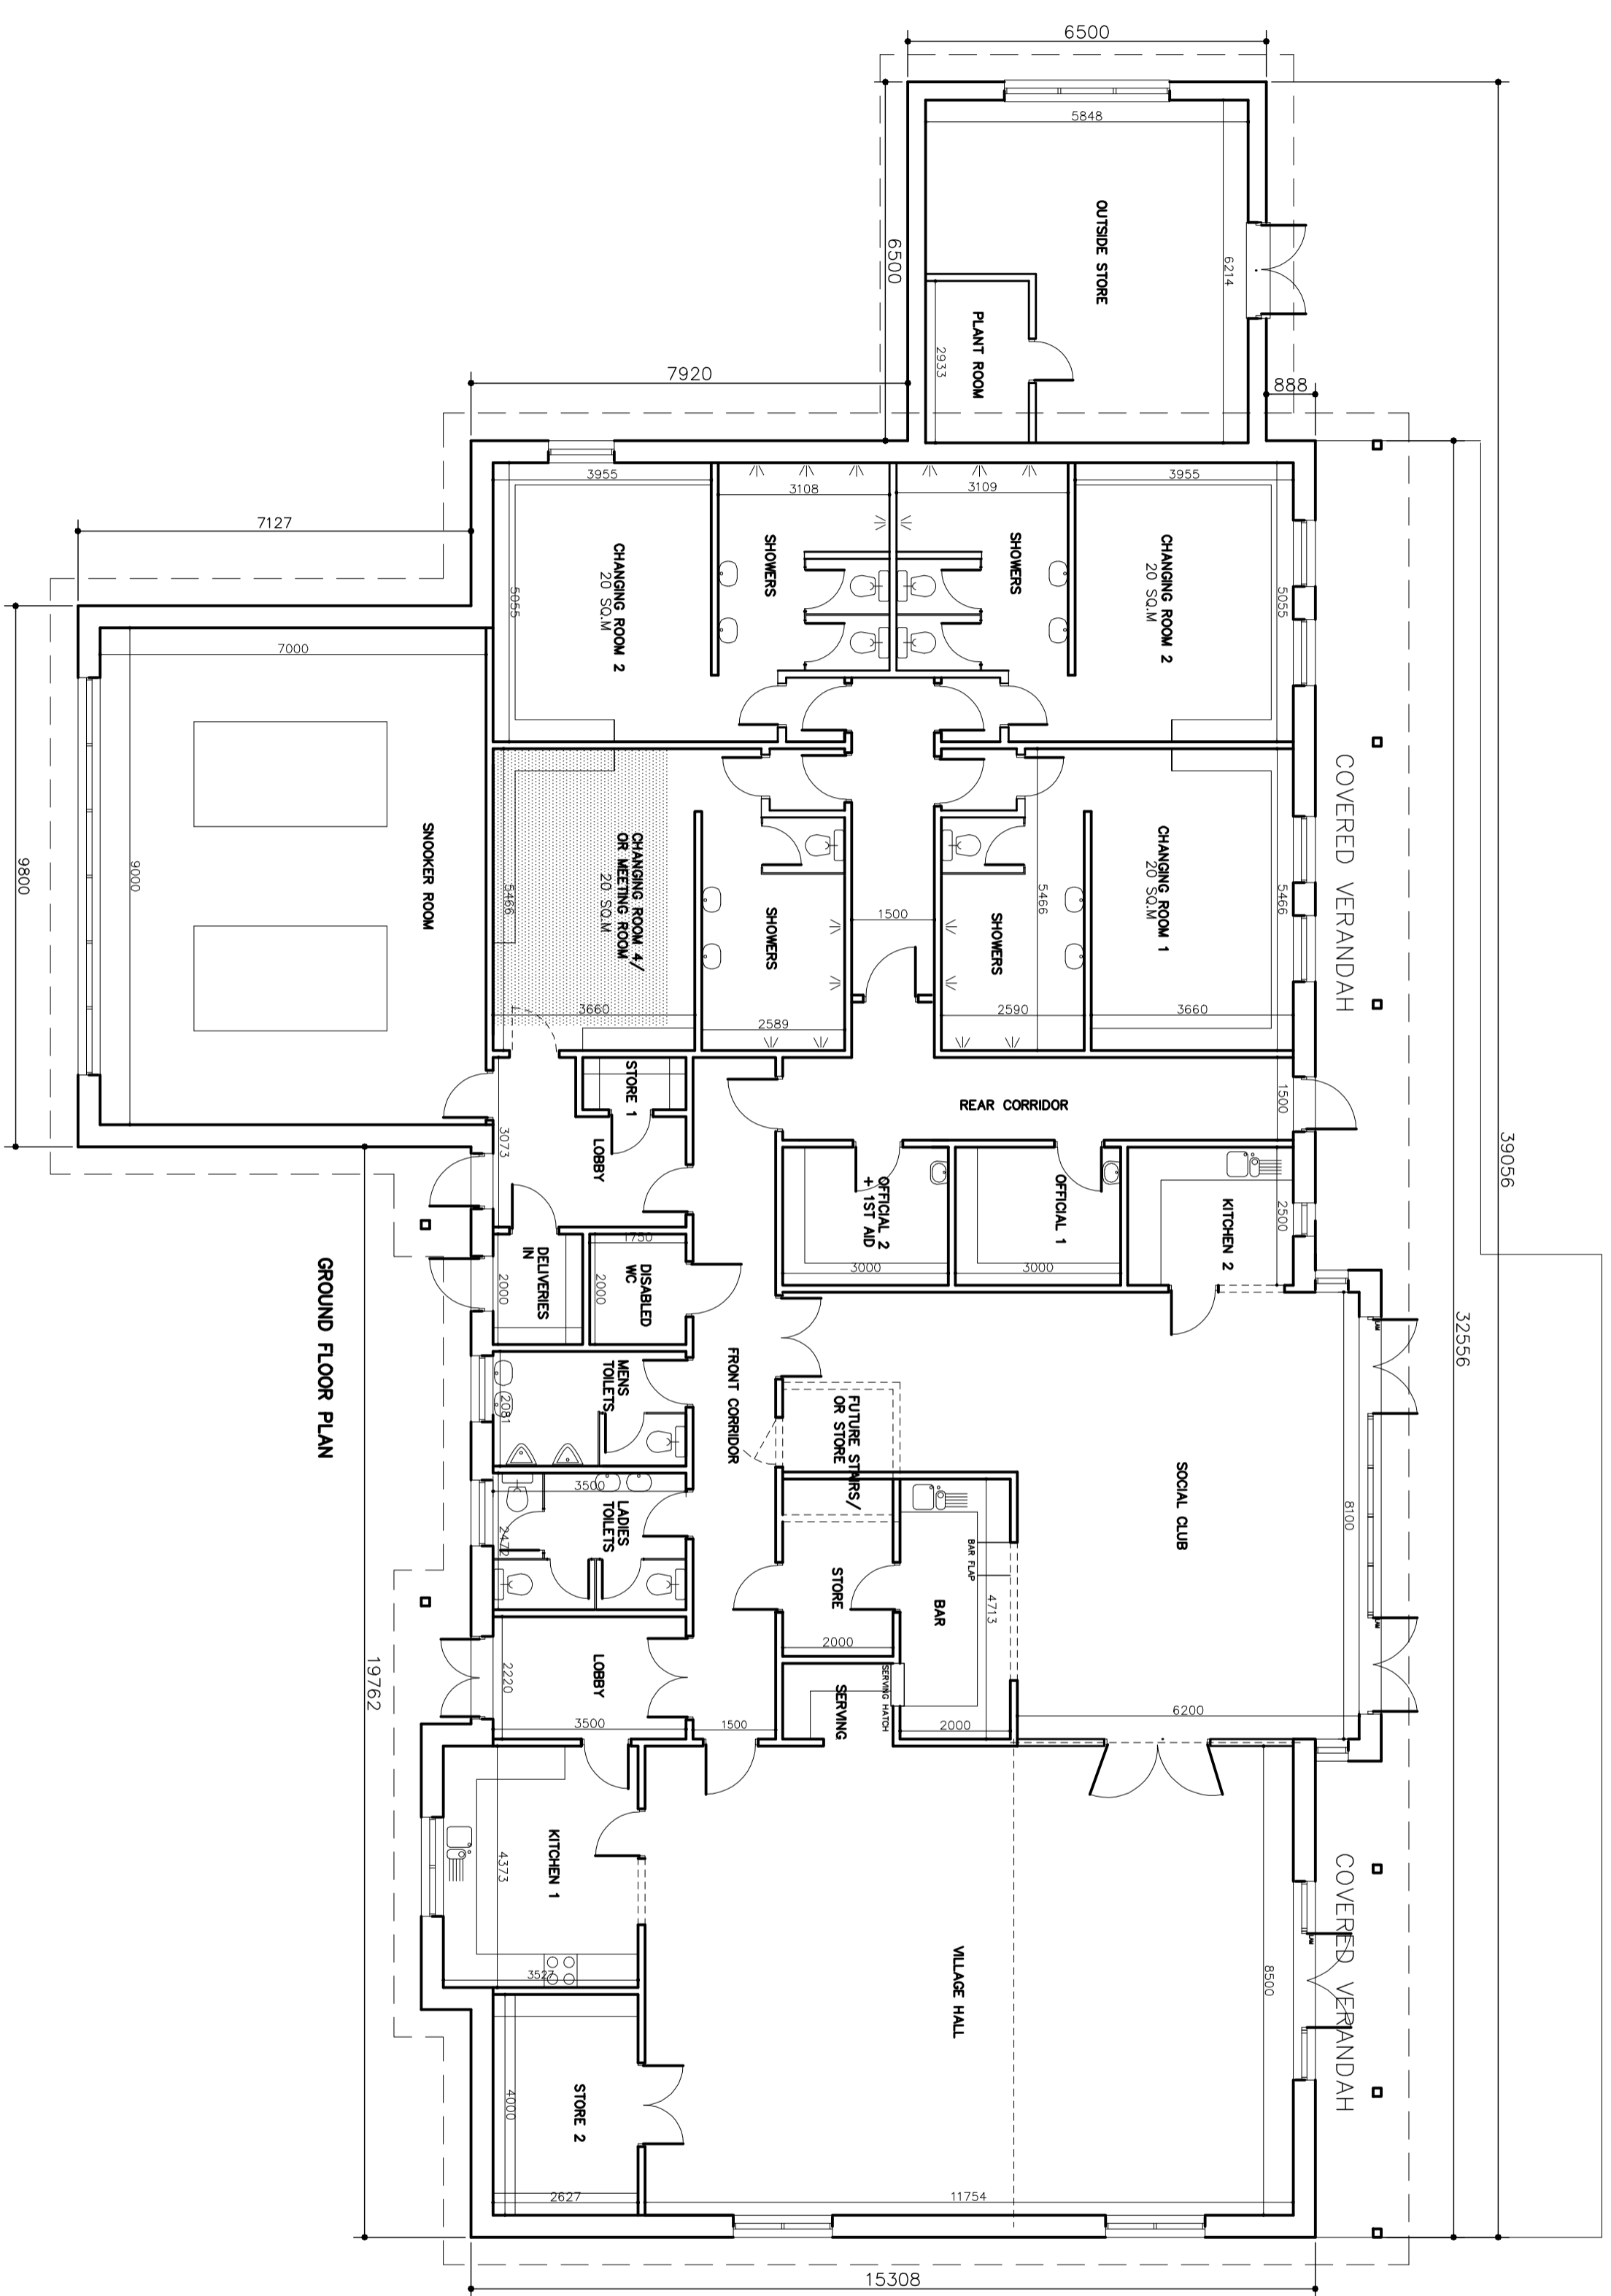 6500
39056
5848
OUTSIDE STORE
6214
6500
PLANT ROOM
2933
7920
888
3955
3108
3109
3955
7127
SHOWERS
SHOWERS
CHANGING ROOM 2
20 SQ.M
CHANGING ROOM 2
20 SQ.M
5055
5055
7000
COVERED VERANDAH
32556
SNOOKER ROOM
9800
9000
CHANGING ROOM 4/
OR MEETING ROOM
20 SQ.M
5466
SHOWERS
1500
SHOWERS
5466
CHANGING ROOM 1
20 SQ.M
5466
3660
2589
2590
3660
STORE 1
REAR CORRIDOR
1500
3073
LOBBY
OFFICIAL 2
+ 1ST AID
OFFICIAL 1
KITCHEN 2
2500
3000
3000
1750
DELIVERIES
IN
2000
DISABLED
WC
2000
GROUND FLOOR PLAN
FRONT CORRIDOR
MENS
TOILETS
2081
FUTURE STAIRS/
OR STORE
SOCIAL CLUB
8100
LAM
LAM
3500
LADIES
TOILETS
2472
STORE
2000
BAR FLAP
BAR
4713
LOBBY
2220
3500
1500
SERVING
SERVING HATCH
2000
6200
19762
KITCHEN 1
4373
3527
VILLAGE HALL
8500
LAM
COVERED VERANDAH
STORE 2
4000
2627
11754
15308